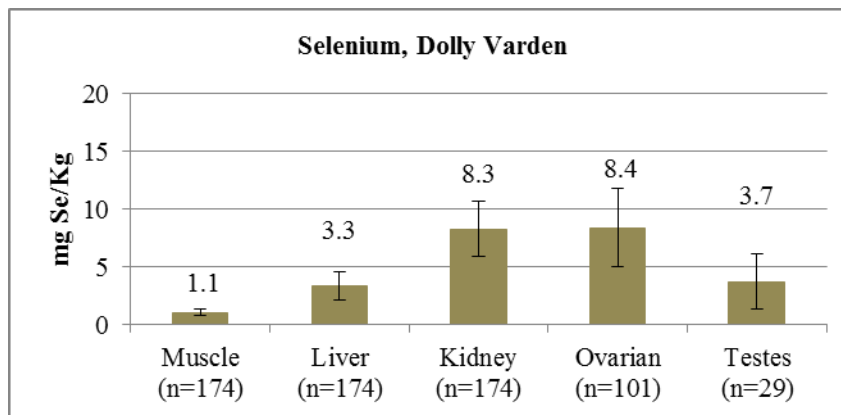 Selenium, Dolly Varden
mg Se/Kg
20
15
10
5
0
1.1
3.3
8.3
8.4
3.7
Muscle Liver Kidney Ovarian Testes
(n=174) (n=174) (n=174) (n=101) (n=29)